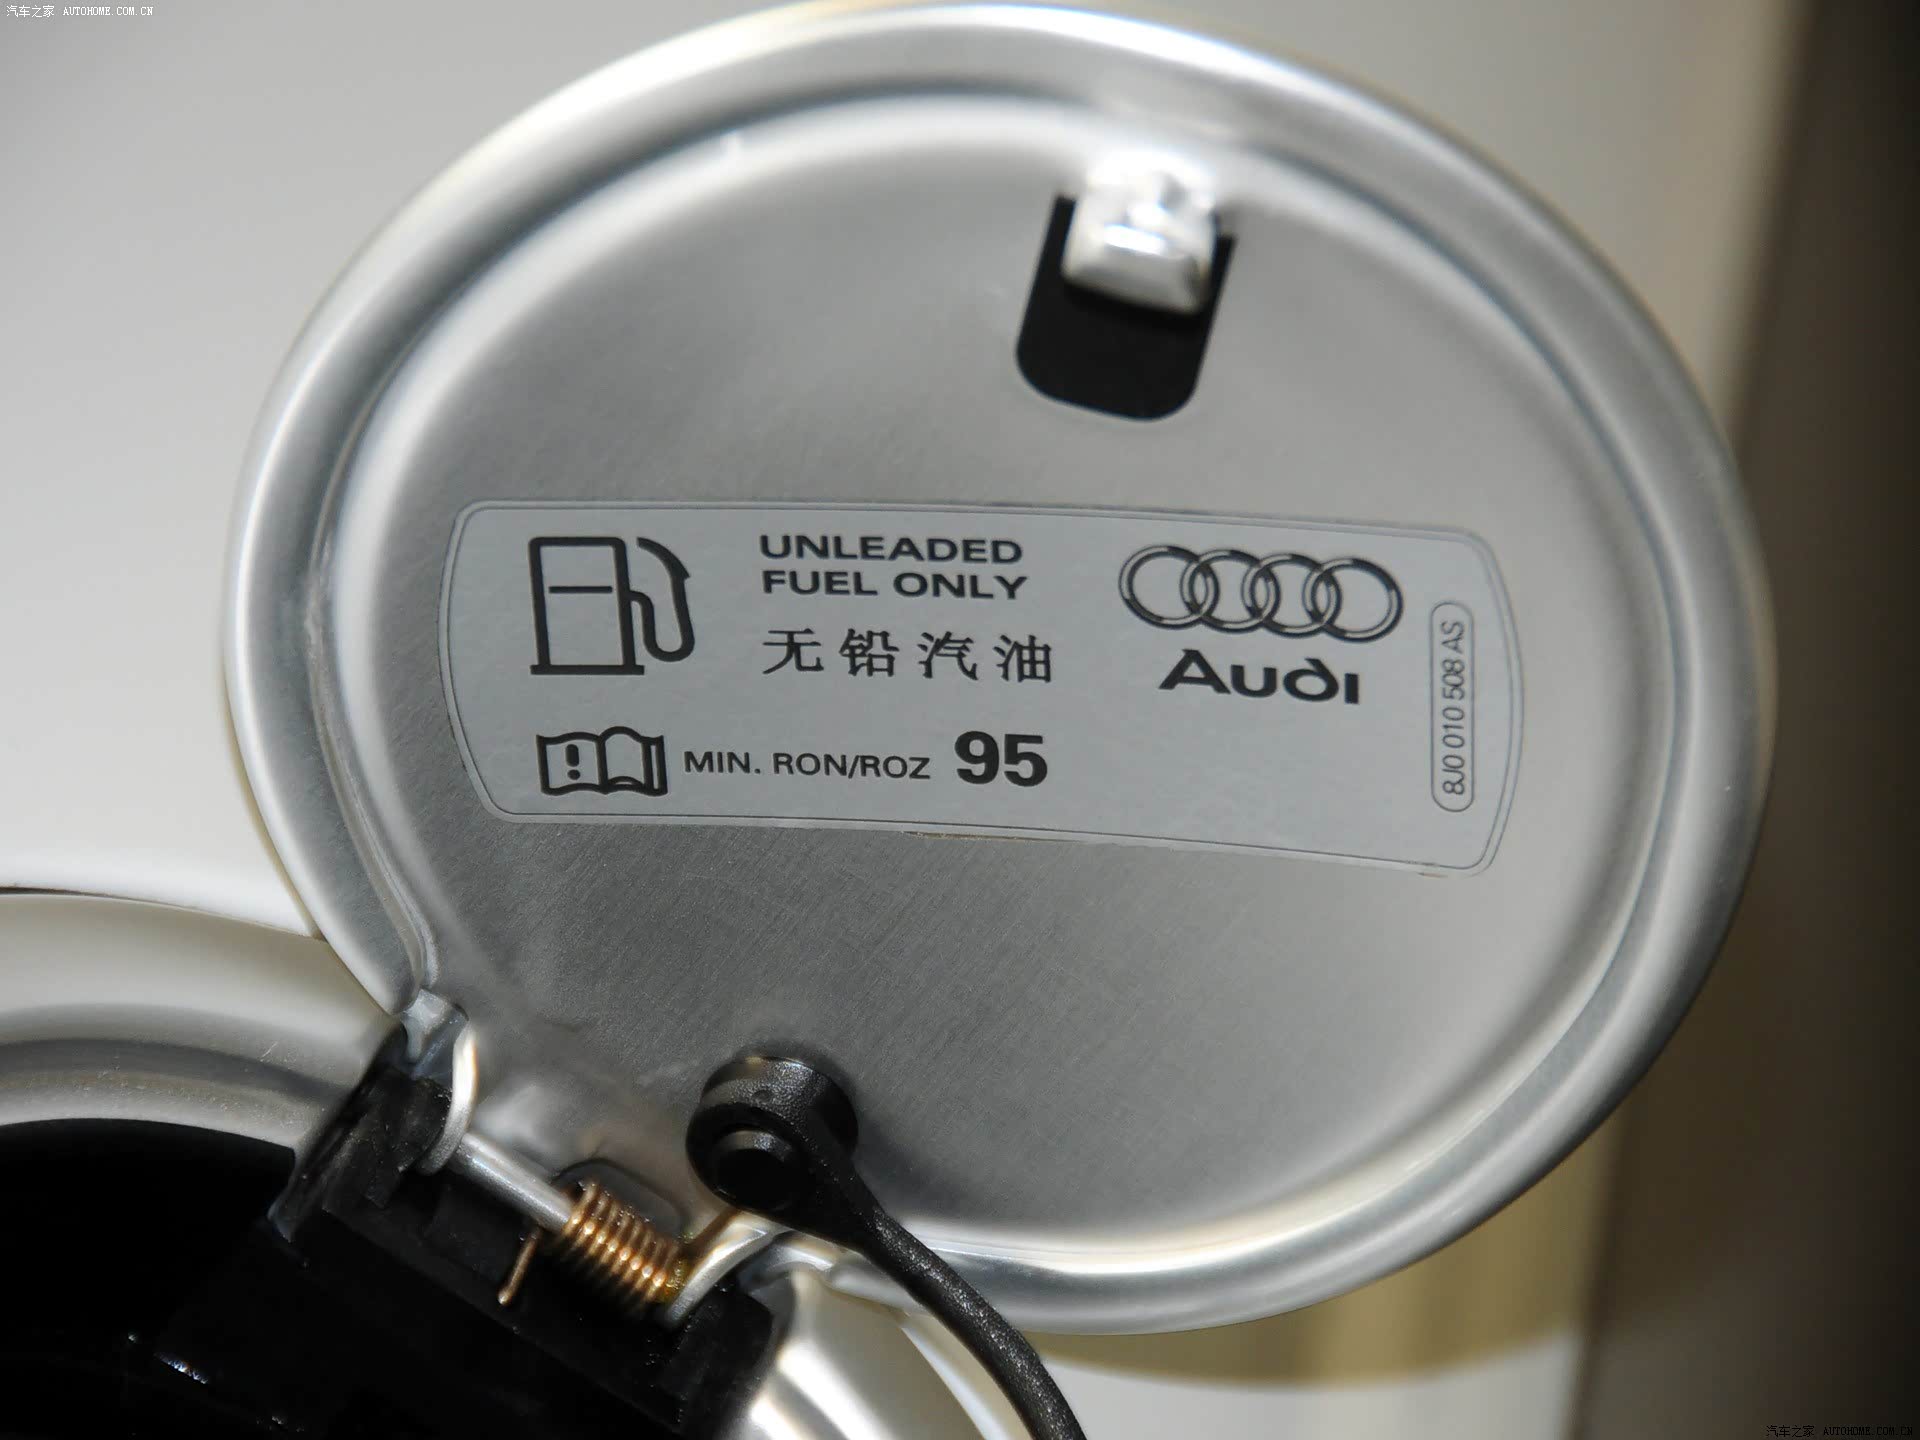 汽车之家 AUTOHOME.COM.CN
UNLEADED
FUEL ONLY
无铅汽油
MIN. RON/ROZ 95
Audi
8J0 010 508 AS
汽车之家 AUTOHOME.COM.CN